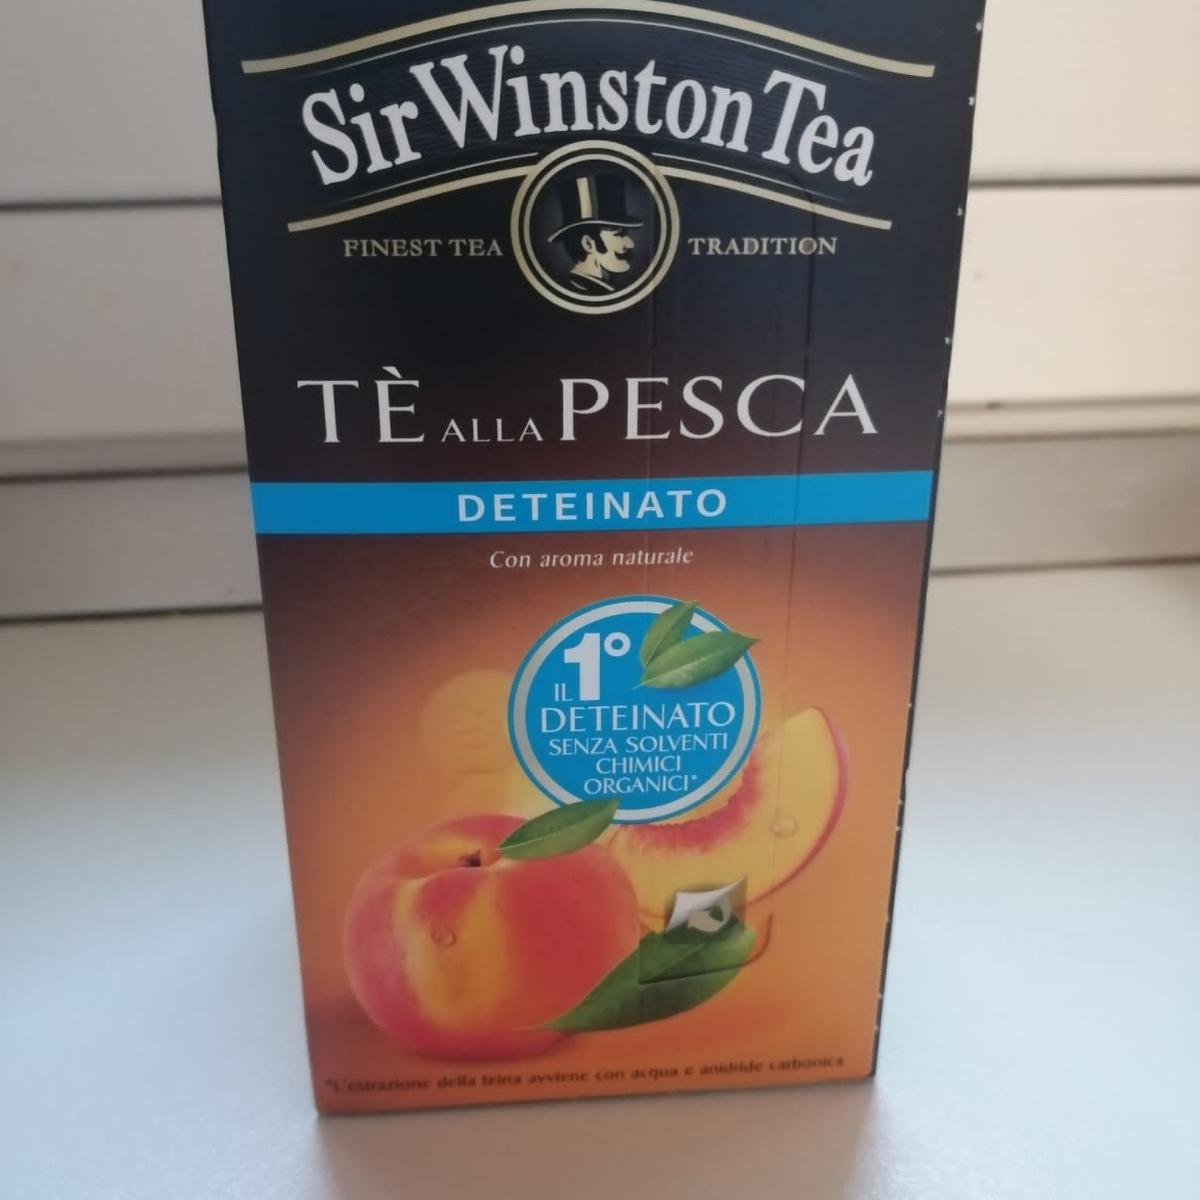 Sir Winston Tea
FINEST TEA TRADITION
TÈ ALLA PESCA
DETEINATO
Con aroma naturale
IL 1°
DETEINATO
SENZA SOLVENTI
CHIMICI
ORGANICI*
*L'estrazione della teina avviene con acqua e anidride carbonica